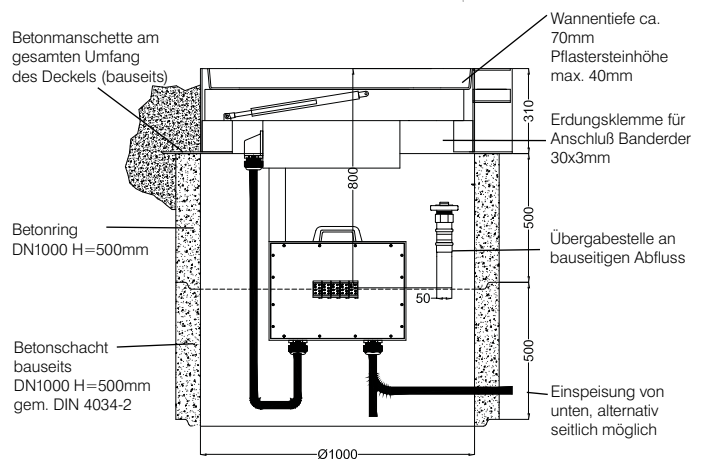 Betonmanschette am
gesamten Umfang
des Deckels (bauseits)
Betonring
DN1000 H=500mm
Betonschacht
bauseits
DN1000 H=500mm
gem. DIN 4034-2
Wannentiefe ca.
70mm
Pflastersteinhöhe
max. 40mm
Erdungsklemme für
Anschluß Banderder
30x3mm
Übergabestelle an
bauseitigen Abfluss
Einspeisung von
unten, alternativ
seitlich möglich
310
800
500
50
500
Ø1000